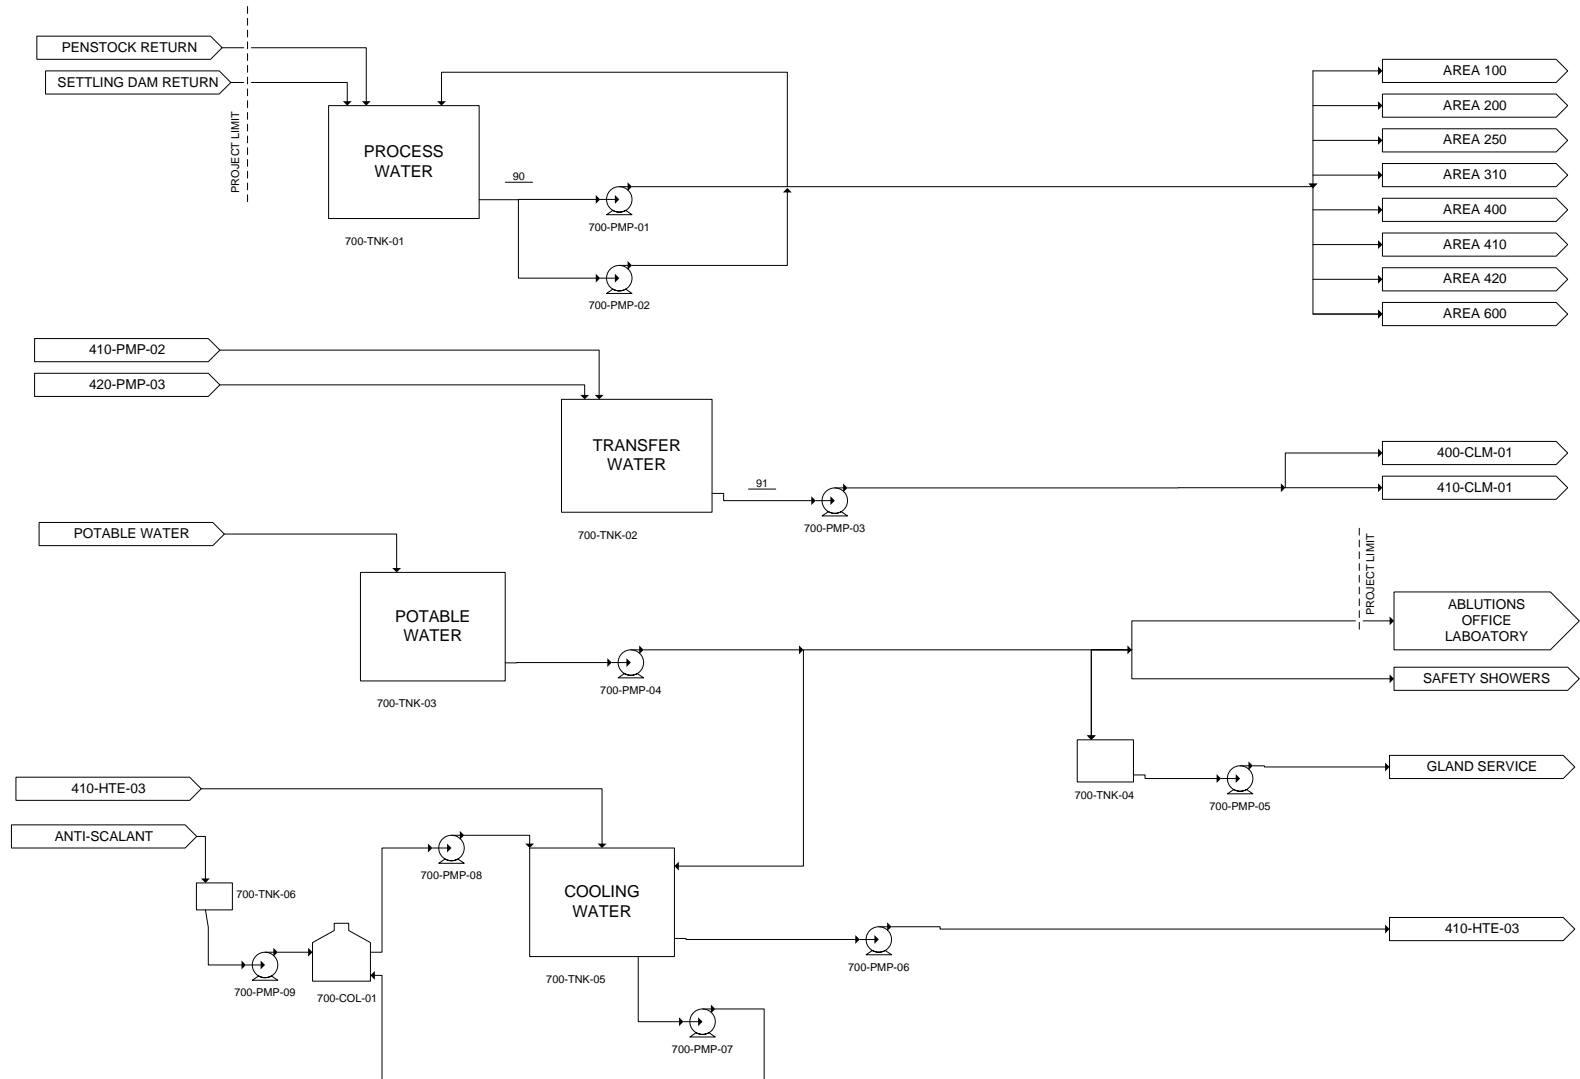 PENSTOCK RETURN
SETTLING DAM RETURN
PROJECT LIMIT
PROCESS
WATER
700-TNK-01
90
700-PMP-01
700-PMP-02
AREA 100
AREA 200
AREA 250
AREA 310
AREA 400
AREA 410
AREA 420
AREA 600
410-PMP-02
420-PMP-03
TRANSFER
WATER
700-TNK-02
91
700-PMP-03
400-CLM-01
410-CLM-01
POTABLE WATER
POTABLE
WATER
700-TNK-03
700-PMP-04
PROJECT LIMIT
ABLUTIONS
OFFICE
LABOATORY
SAFETY SHOWERS
700-TNK-04
700-PMP-05
GLAND SERVICE
410-HTE-03
ANTI-SCALANT
700-TNK-06
700-PMP-09
700-COL-01
700-PMP-08
COOLING
WATER
700-TNK-05
700-PMP-06
410-HTE-03
700-PMP-07